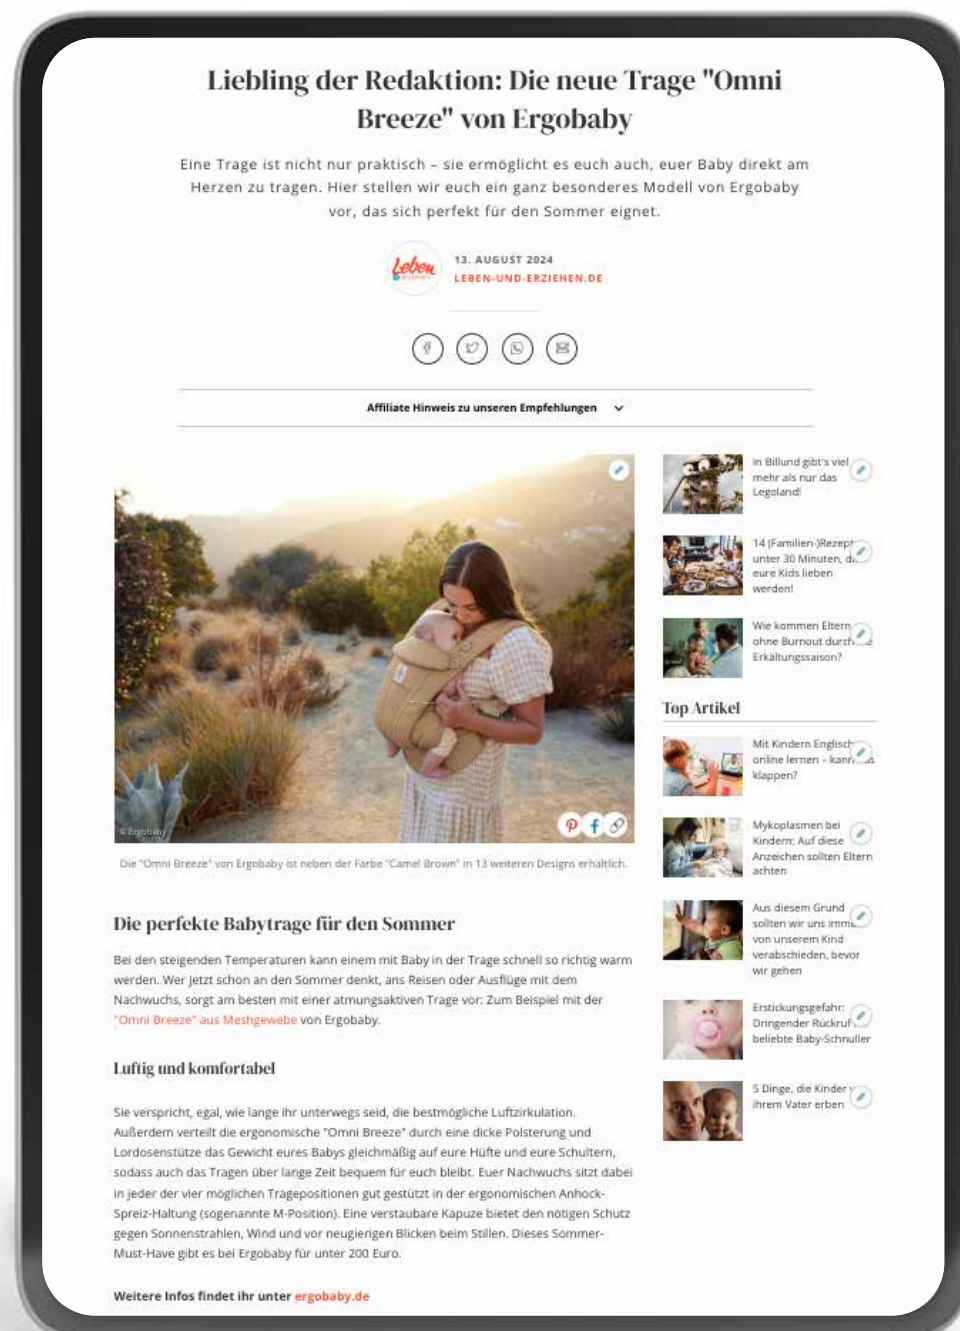 Liebling der Redaktion: Die neue Trage "Omni
Breeze" von Ergobaby
Eine Trage ist nicht nur praktisch – sie ermöglicht es euch auch, euer Baby direkt am
Herzen zu tragen. Hier stellen wir euch ein ganz besonderes Modell von Ergobaby
vor, das sich perfekt für den Sommer eignet.
Leben
13. AUGUST 2024
LEBEN-UND-ERZIEHEN.DE
Affiliate Hinweis zu unseren Empfehlungen
© Ergobaby
Die "Omni Breeze" von Ergobaby ist neben der Farbe "Camel Brown" in 13 weiteren Designs erhältlich.
Die perfekte Babytrage für den Sommer
Bei den steigenden Temperaturen kann einem mit Baby in der Trage schnell so richtig warm
werden. Wer jetzt schon an den Sommer denkt, ans Reisen oder Ausflüge mit dem
Nachwuchs, sorgt am besten mit einer atmungsaktiven Trage vor: Zum Beispiel mit der
"Omni Breeze" aus Meshgewebe von Ergobaby.
Luftig und komfortabel
Sie verspricht, egal, wie lange ihr unterwegs seid, die bestmögliche Luftzirkulation.
Außerdem verteilt die ergonomische "Omni Breeze" durch eine dicke Polsterung und
Lordosenstütze das Gewicht eures Babys gleichmäßig auf eure Hüfte und eure Schultern,
sodass auch das Tragen über lange Zeit bequem für euch bleibt. Euer Nachwuchs sitzt dabei
in jeder der vier möglichen Tragepositionen gut gestützt in der ergonomischen Anhock-
Spreiz-Haltung (sogenannte M-Position). Eine verstaubare Kapuze bietet den nötigen Schutz
gegen Sonnenstrahlen, Wind und vor neugierigen Blicken beim Stillen. Dieses Sommer-
Must-Have gibt es bei Ergobaby für unter 200 Euro.
Weitere Infos findet ihr unter ergobaby.de
In Billund gibt's viel
mehr als nur das
Legoland!
14 (Familien-)Rezept
unter 30 Minuten, d
eure Kids lieben
werden!
Wie kommen Eltern
ohne Burnout durch
Erkältungssaison?
Top Artikel
Mit Kindern Englisch
online lernen – kann
klappen?
Mykoplasmen bei
Kindern: Auf diese
Anzeichen sollten Eltern
achten
Aus diesem Grund
sollten wir uns imme
von unserem Kind
verabschieden, bevor
wir gehen
Erstickungsgefahr:
Dringender Rückruf
beliebte Baby-Schnuller
5 Dinge, die Kinder v
ihrem Vater erben